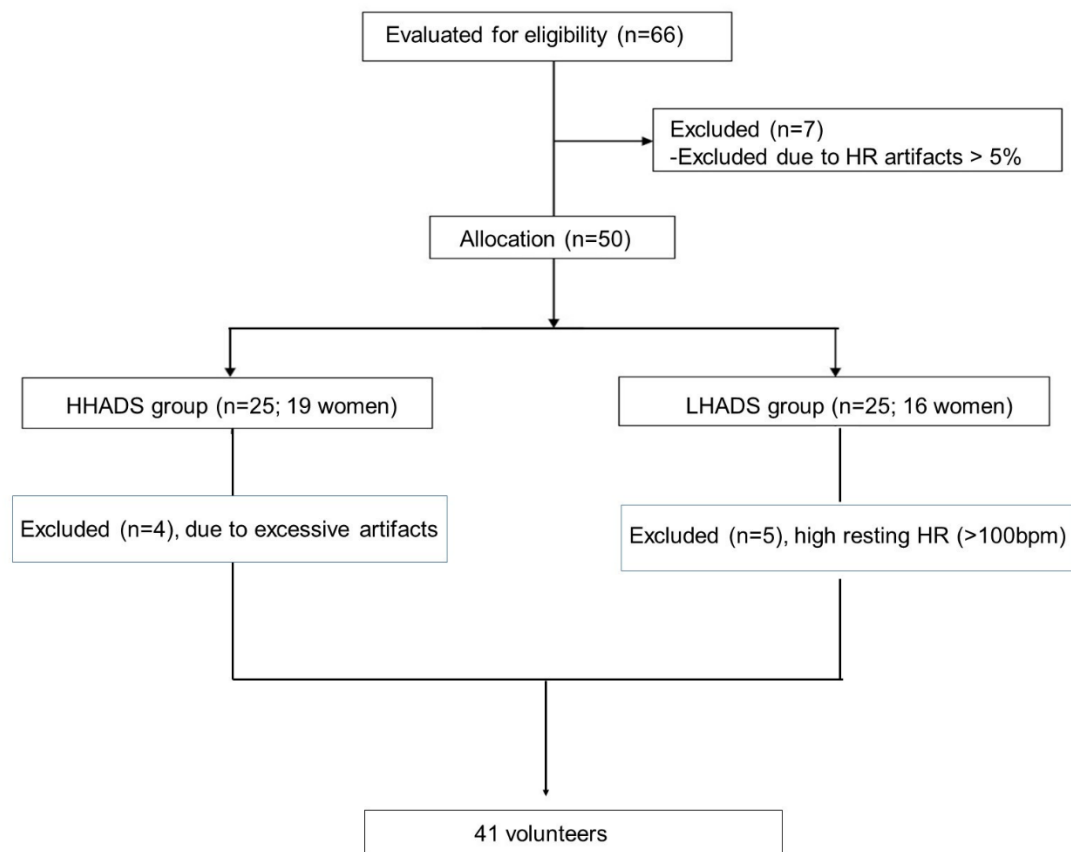 Evaluated for eligibility (n=66)
Excluded (n=7)
-Excluded due to HR artifacts > 5%
Allocation (n=50)
HHADS group (n=25; 19 women)
LHADS group (n=25; 16 women)
Excluded (n=4), due to excessive artifacts
Excluded (n=5), high resting HR (>100bpm)
41 volunteers